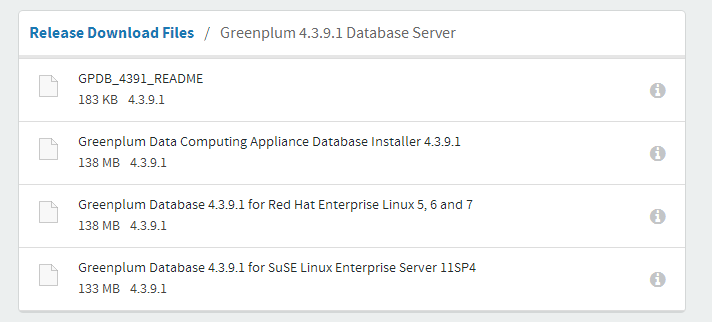 Release Download Files / Greenplum 4.3.9.1 Database Server
GPDB_4391_README
183 KB 4.3.9.1
Greenplum Data Computing Appliance Database Installer 4.3.9.1
138 MB 4.3.9.1
Greenplum Database 4.3.9.1 for Red Hat Enterprise Linux 5, 6 and 7
138 MB 4.3.9.1
Greenplum Database 4.3.9.1 for SuSE Linux Enterprise Server 11SP4
133 MB 4.3.9.1